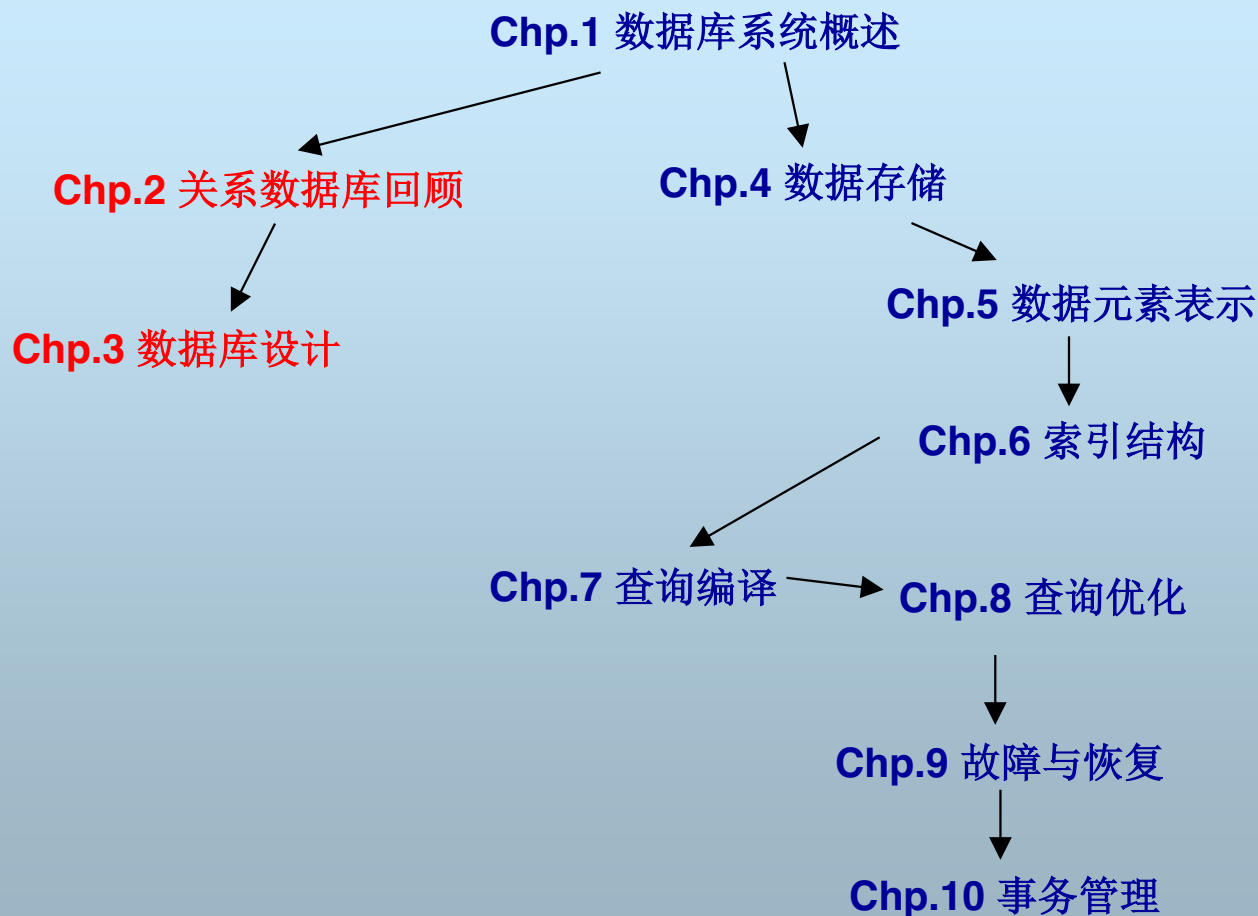 Chp.1 数据库系统概述
Chp.2 关系数据库回顾
Chp.4 数据存储
Chp.5 数据元素表示
Chp.3 数据库设计
Chp.6 索引结构
Chp.7 查询编译
Chp.8 查询优化
Chp.9 故障与恢复
Chp.10 事务管理